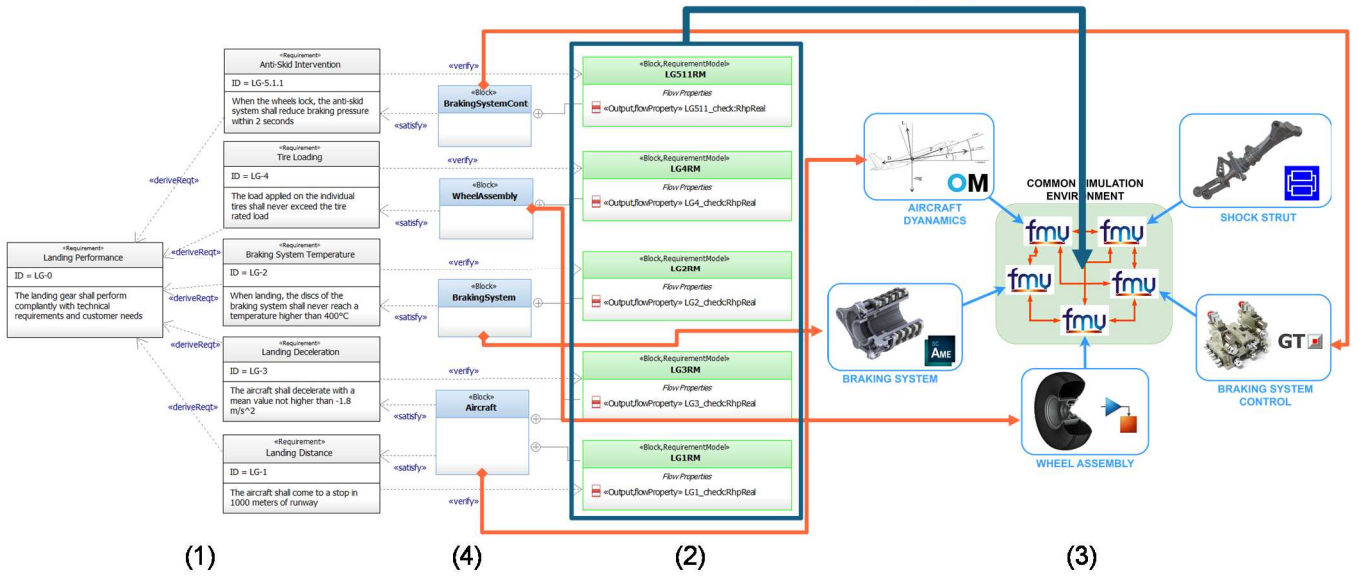 «Requirement»
Landing Performance
ID = LG-0
The landing gear shall perform
compliantly with technical
requirements and customer needs
«deriveReqt»
«deriveReqt»
«deriveReqt»
«deriveReqt»
«Requirement»
Anti-Skid Intervention
ID = LG-5.1.1
When the wheels lock, the anti-skid
system shall reduce braking pressure
within 2 seconds
«Requirement»
Tire Loading
ID = LG-4
The load applied on the individual
tires shall never exceed the tire
rated load
«Requirement»
Braking System Temperature
ID = LG-2
When landing, the discs of the
braking system shall never reach a
temperature higher than 400°C
«Requirement»
Landing Deceleration
ID = LG-3
The aircraft shall decelerate with a
mean value not higher than -1.8
m/s^2
«Requirement»
Landing Distance
ID = LG-1
The aircraft shall come to a stop in
1000 meters of runway
«verify»
«satisfy»
«verify»
«satisfy»
«verify»
«satisfy»
«verify»
«satisfy»
«satisfy»
«verify»
«Block»
BrakingSystemCont
«Block»
WheelAssembly
«Block»
BrakingSystem
«Block»
Aircraft
«Block,RequirementModel»
LG511RM
Flow Properties
«Output,flowProperty» LG511_check:RhpReal
«Block,RequirementModel»
LG4RM
Flow Properties
«Output,flowProperty» LG4_check:RhpReal
«Block,RequirementModel»
LG2RM
Flow Properties
«Output,flowProperty» LG2_check:RhpReal
«Block,RequirementModel»
LG3RM
Flow Properties
«Output,flowProperty» LG3_check:RhpReal
«Block,RequirementModel»
LG1RM
Flow Properties
«Output,flowProperty» LG1_check:RhpReal
L
D
OM
AIRCRAFT
DYANAMICS
COMMON SIMULATION
ENVIRONMENT
SHOCK STRUT
fmu
fmu
fmu
fmu
fmu
SC
AME
BRAKING SYSTEM
GT
BRAKING SYSTEM
CONTROL
WHEEL ASSEMBLY
(1)
(4)
(2)
(3)